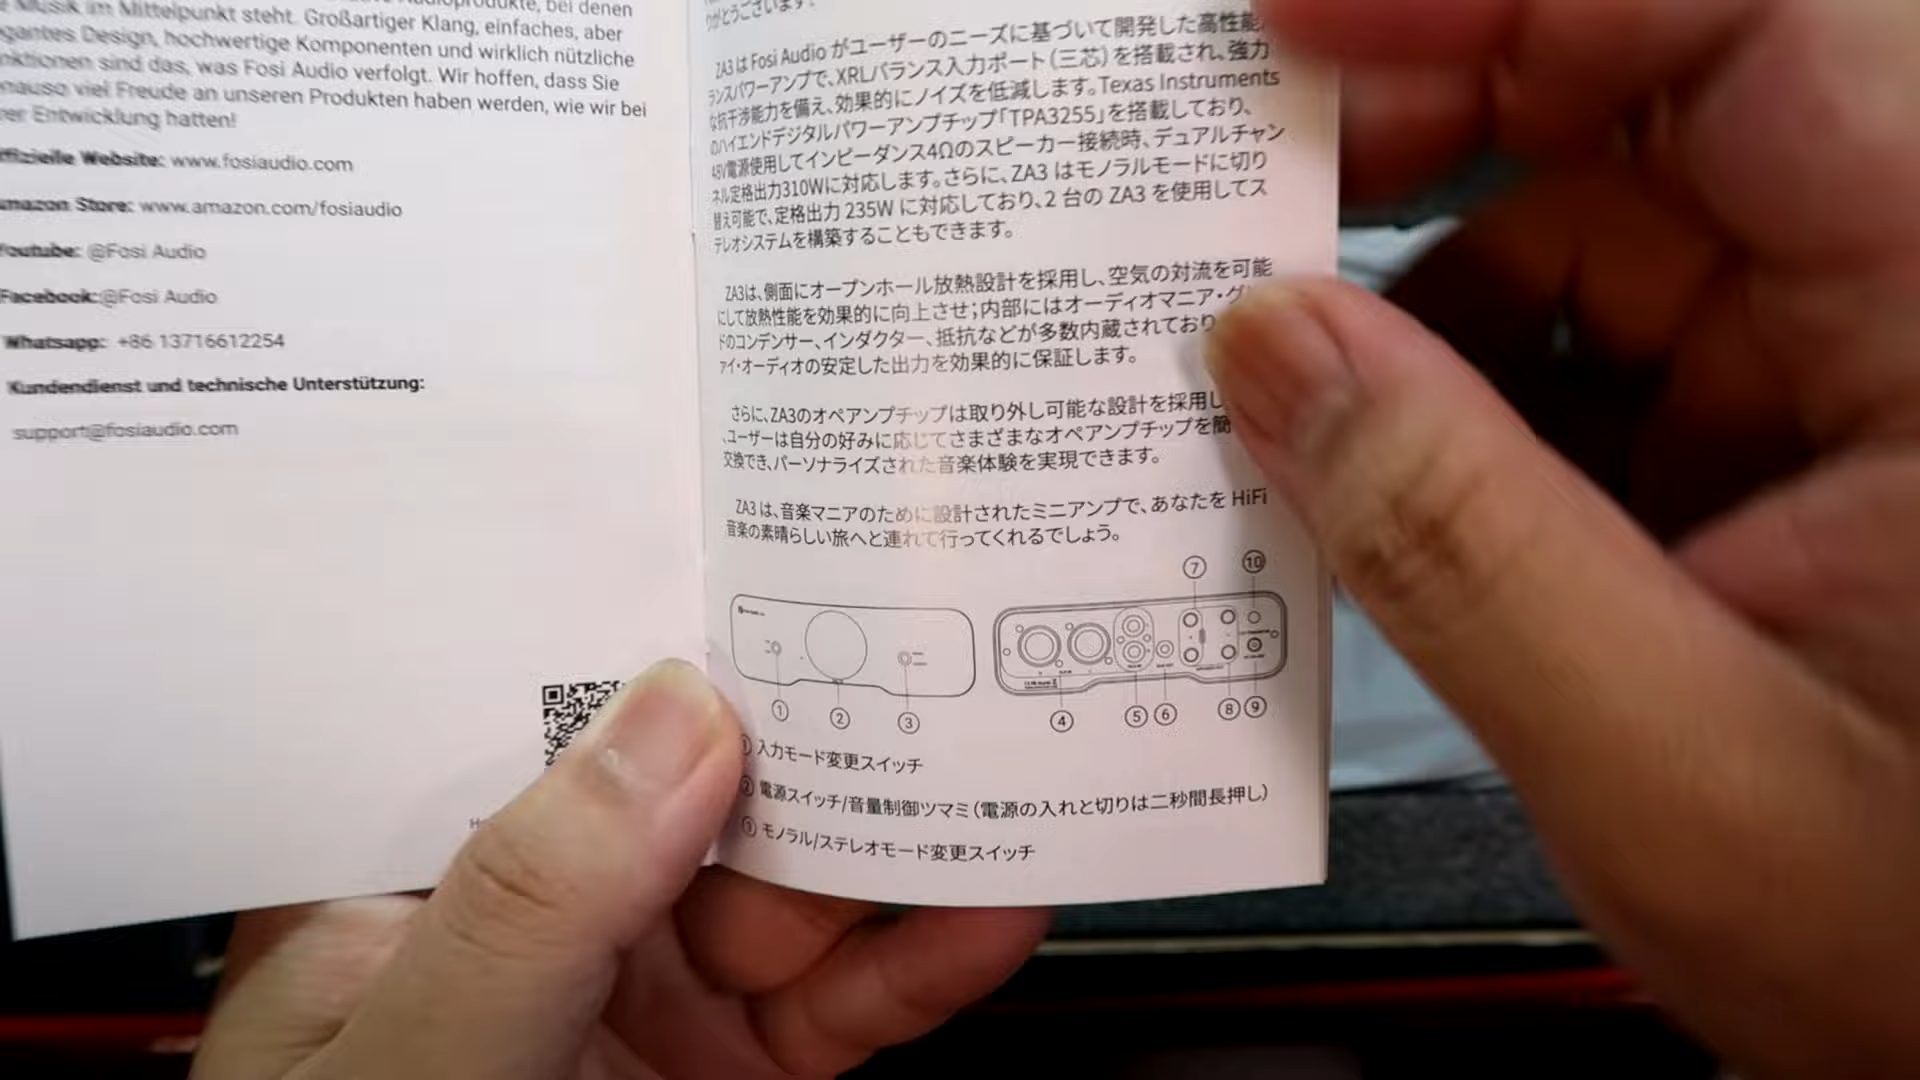 Audioprodukte, bei denen
Musik im Mittelpunkt steht. Großartiger Klang, einfaches, aber
Design, hochwertige Komponenten und wirklich nützliche
sind das, was Fosi Audio verfolgt. Wir hoffen, dass Sie
viel Freude an unseren Produkten haben werden, wie wir bei
Entwicklung hatten!
Website: www.fosiaudio.com
Store: www.amazon.com/fosiaudio
Youtube: @Fosi Audio
Facebook:@Fosi Audio
Whatsapp: +86 13716612254
Kundendienst und technische Unterstützung:
support@fosiaudio.com
がとうございます!
ZA3 は Fosi Audio がユーザーのニーズに基づいて開発した高性能
ランスパワーアンプで、XRLバランス入力ポート(三芯)を搭載され、強力
な抗干渉能力を備え、効果的にノイズを低減します。Texas Instruments
のハイエンドデジタルパワーアンプチップ「TPA3255」を搭載しており、
48V電源使用してインピーダンス4Ωのスピーカー接続時、デュアルチャン
ネル定格出力310Wに対応します。さらに、ZA3 はモノラルモードに切り
替え可能で、定格出力 235W に対応しており、2 台の ZA3 を使用してス
テレオシステムを構築することもできます。
ZA3は、側面にオープンホール放熱設計を採用し、空気の対流を可能
にして放熱性能を効果的に向上させ;内部にはオーディオマニア・グ
ドのコンデンサー、インダクター、抵抗などが多数内蔵されており
ァイ・オーディオの安定した出力を効果的に保証します。
さらに、ZA3のオペアンプチップは取り外し可能な設計を採用し
、ユーザーは自分の好みに応じてさまざまなオペアンプチップを簡
交換でき、パーソナライズされた音楽体験を実現できます。
ZA3 は、音楽マニアのために設計されたミニアンプで、あなたを HiFi
音楽の素晴らしい旅へと連れて行ってくれるでしょう。
⑦ ⑩
① ② ③ ④ ⑤ ⑥ ⑧ ⑨
① 入力モード変更スイッチ
② 電源スイッチ/音量制御ツマミ(電源の入れと切りは二秒間長押し)
① モノラル/ステレオモード変更スイッチ